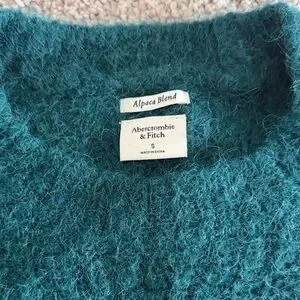 Alpaca Blend
Abercrombie
& Fitch
S
MADE IN CHINA